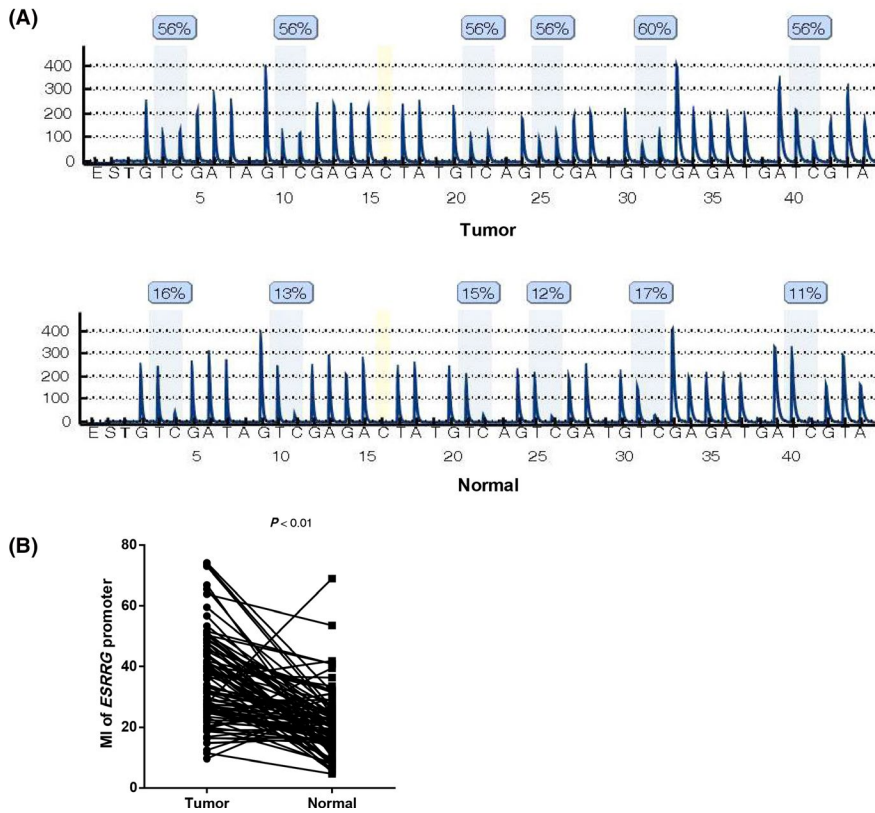 (A)
56% 56% 56% 56% 60% 56%
400
300
200
100
0
E S T G T C G A T A G T C G A G A C T A T G T C A G T C G A T G T C G A G A T G A T C G T A
5 10 15 20 25 30 35 40
Tumor
16% 13% 15% 12% 17% 11%
400
300
200
100
0
E S T G T C G A T A G T C G A G A C T A T G T C A G T C G A T G T C G A G A T G A T C G T A
5 10 15 20 25 30 35 40
Normal
(B)
P < 0.01
MI of ESRRG promoter
80
60
40
20
0
Tumor Normal